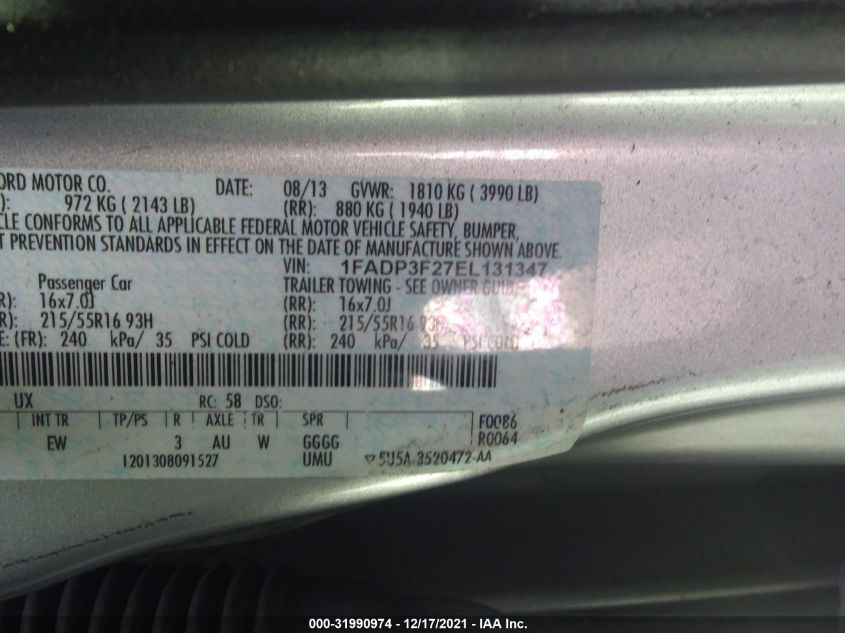 ORD MOTOR CO. DATE: 08/13 GVWR: 1810 KG ( 3990 LB)
): 972 KG ( 2143 LB) (RR): 880 KG ( 1940 LB)
CLE CONFORMS TO ALL APPLICABLE FEDERAL MOTOR VEHICLE SAFETY, BUMPER,
T PREVENTION STANDARDS IN EFFECT ON THE DATE OF MANUFACTURE SHOWN ABOVE.
VIN: 1FADP3F27EL131347
Passenger Car TRAILER TOWING - SEE OWNER GUIDE
R): 16x7.0J (RR): 16x7.0J
R): 215/55R16 93H (RR): 215/55R16 93H
E: (FR): 240 kPa/ 35 PSI COLD (RR): 240 kPa/ 35 PSI COLD
UX RC: 58 DSO:
INT TR TP/PS R AXLE TR SPR F0086
EW 3 AU W GGGG R0064
1201308091527 UMU 5U5A-3520472-AA
000-31990974 - 12/17/2021 - IAA Inc.